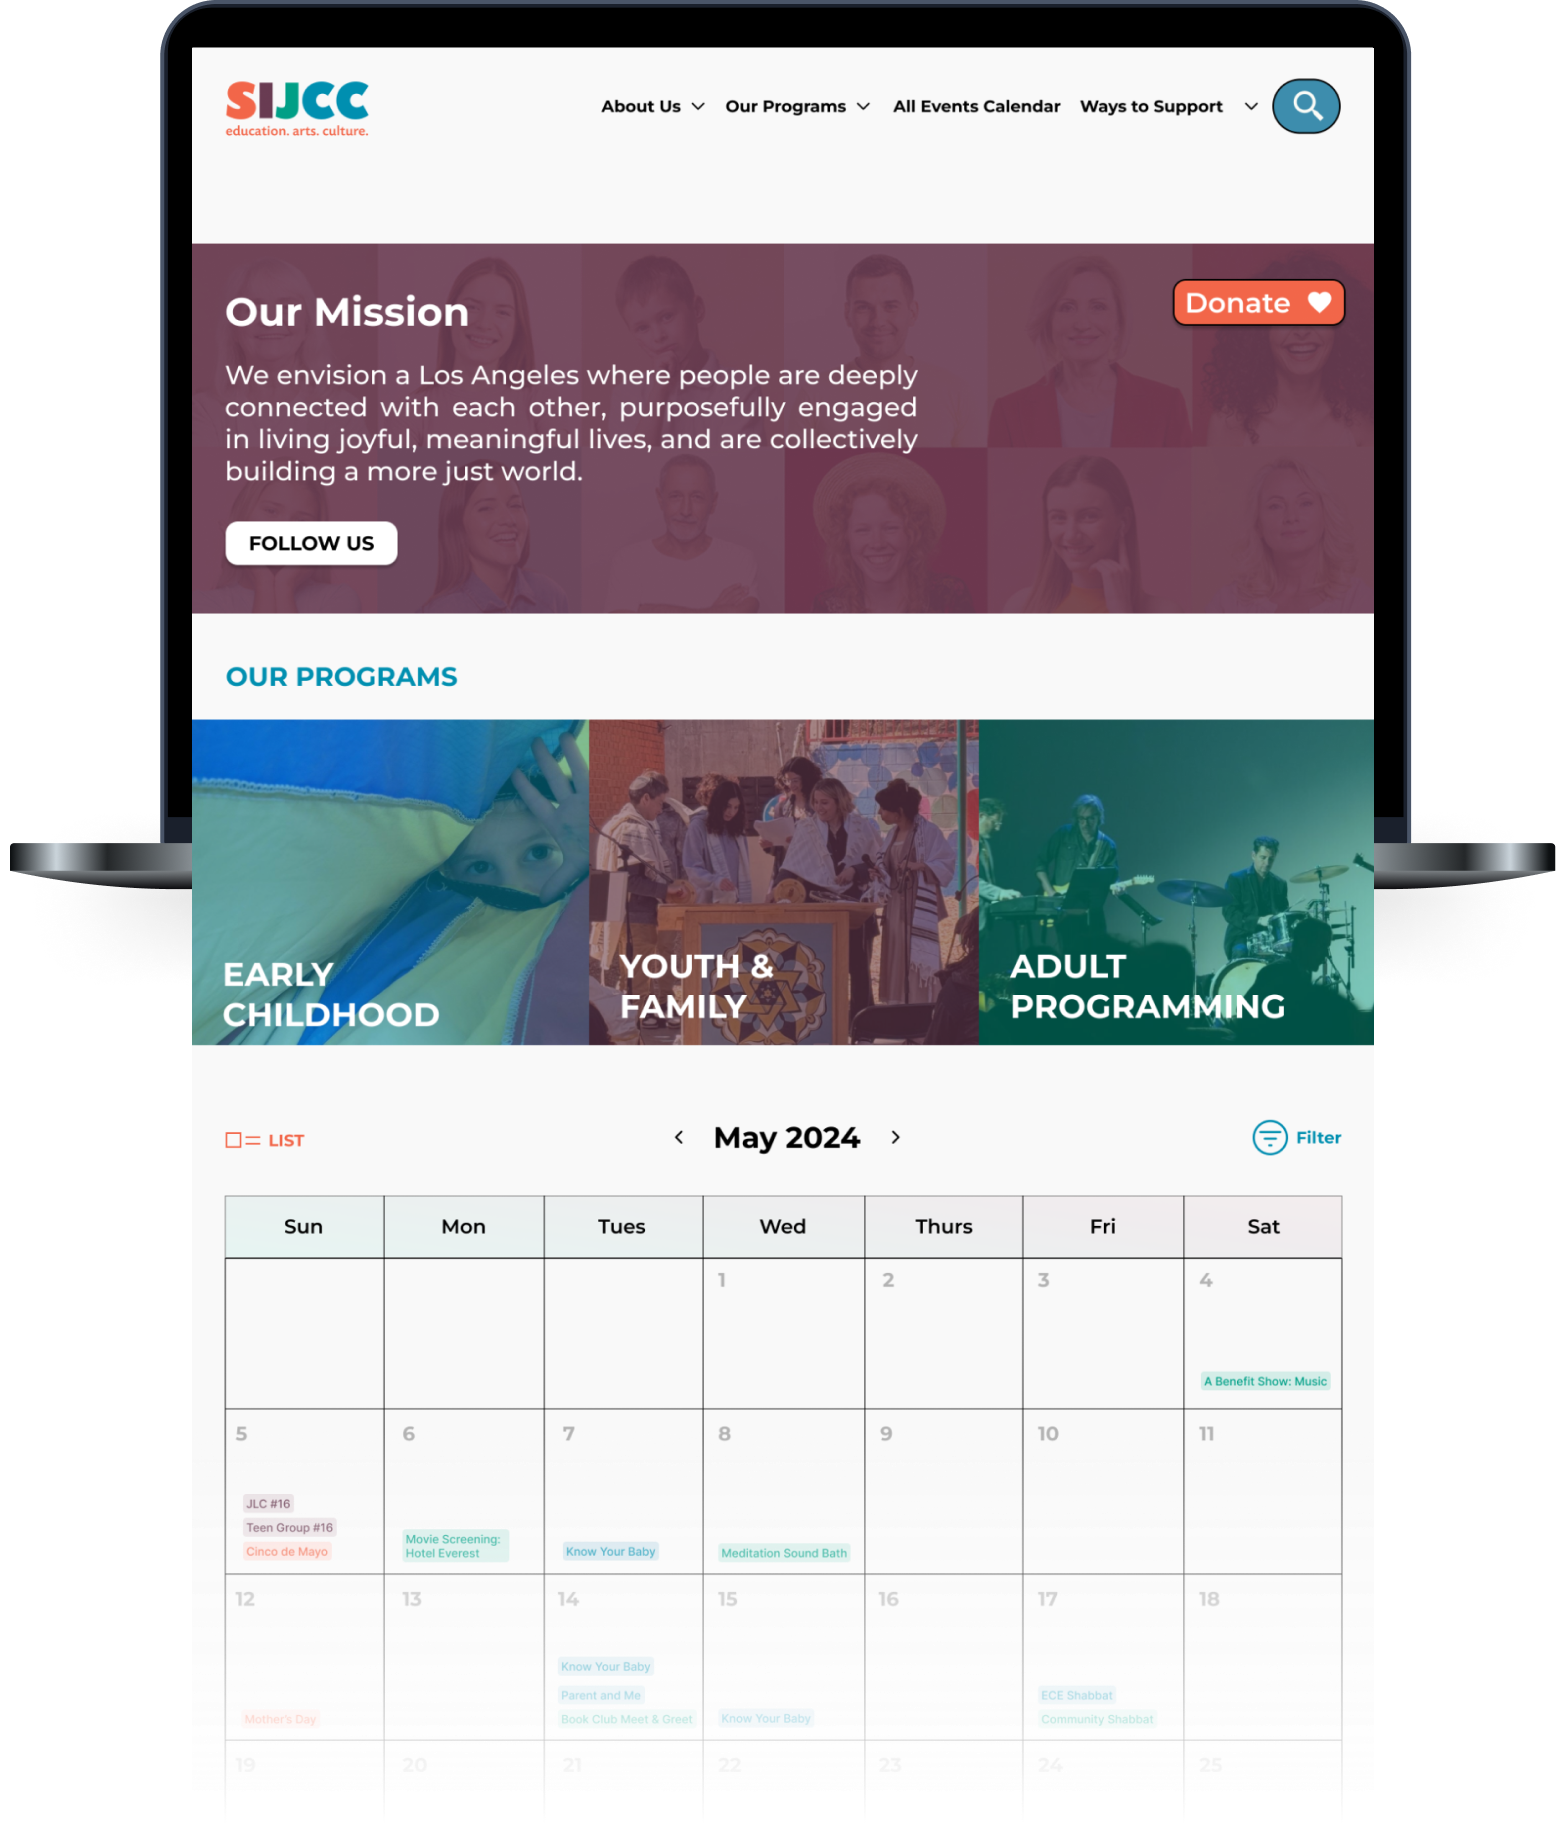 SIJCC
education. arts. culture.
About Us
Our Programs
All Events Calendar
Ways to Support
Our Mission
Donate
We envision a Los Angeles where people are deeply
connected with each other, purposefully engaged
in living joyful, meaningful lives, and are collectively
building a more just world.
FOLLOW US
OUR PROGRAMS
EARLY
CHILDHOOD
YOUTH &
FAMILY
ADULT
PROGRAMMING
LIST
May 2024
Filter
Sun Mon Tues Wed Thurs Fri Sat
1 2 3 4
A Benefit Show: Music
5 6 7 8 9 10 11
JLC #16
Teen Group #16
Cinco de Mayo
Movie Screening:
Hotel Everest
Know Your Baby
Meditation Sound Bath
12 13 14 15 16 17 18
Mother's Day
Know Your Baby
Parent and Me
Book Club Meet & Greet
Know Your Baby
ECE Shabbat
Community Shabbat
19 20 21 22 23 24 25